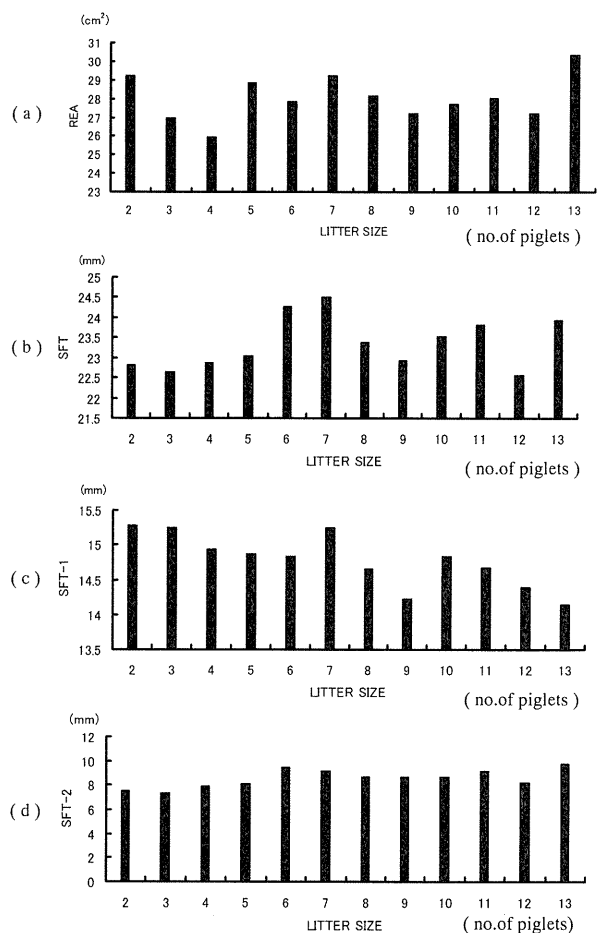 (cm²)
31
30
29
28
27
26
25
24
23
REA
(a)
2 3 4 5 6 7 8 9 10 11 12 13
LITTER SIZE (no.of piglets)
(mm)
25
24.5
23.5
23
22.5
22
21.5
SFT
(b)
2 3 4 5 6 7 8 9 10 11 12 13
LITTER SIZE (no.of piglets)
(mm)
15.5
15
14.5
14
13.5
SFT-1
(c)
2 3 4 5 6 7 8 9 10 11 12 13
LITTER SIZE (no.of piglets)
(mm)
12
10
8
6
4
2
0
SFT-2
(d)
2 3 4 5 6 7 8 9 10 11 12 13
LITTER SIZE (no.of piglets)